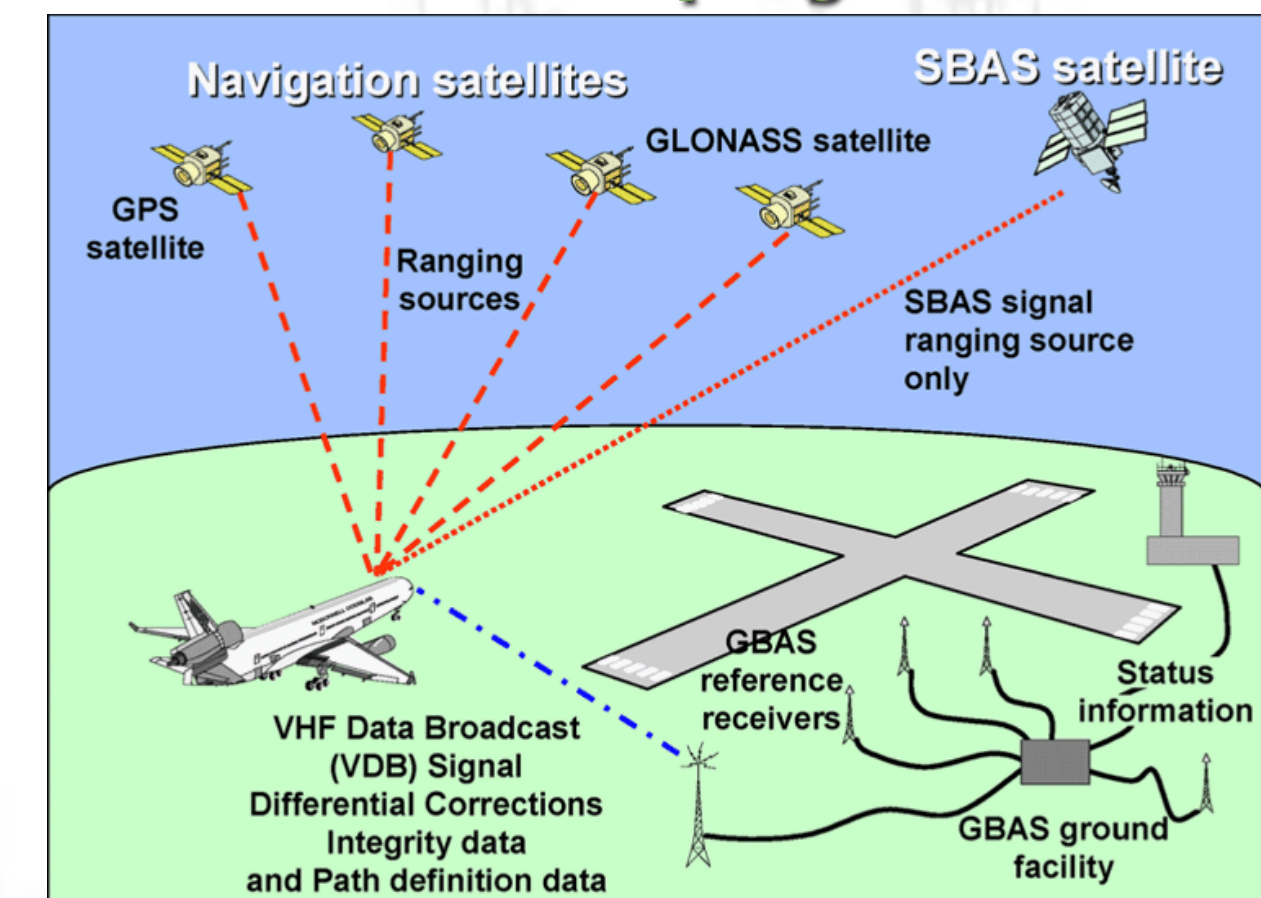 Navigation satellites
SBAS satellite
GLONASS satellite
GPS
satellite
Ranging
sources
SBAS signal
ranging source
only
GBAS
reference
receivers
Status
information
VHF Data Broadcast
(VDB) Signal
Differential Corrections
Integrity data
and Path definition data
GBAS ground
facility